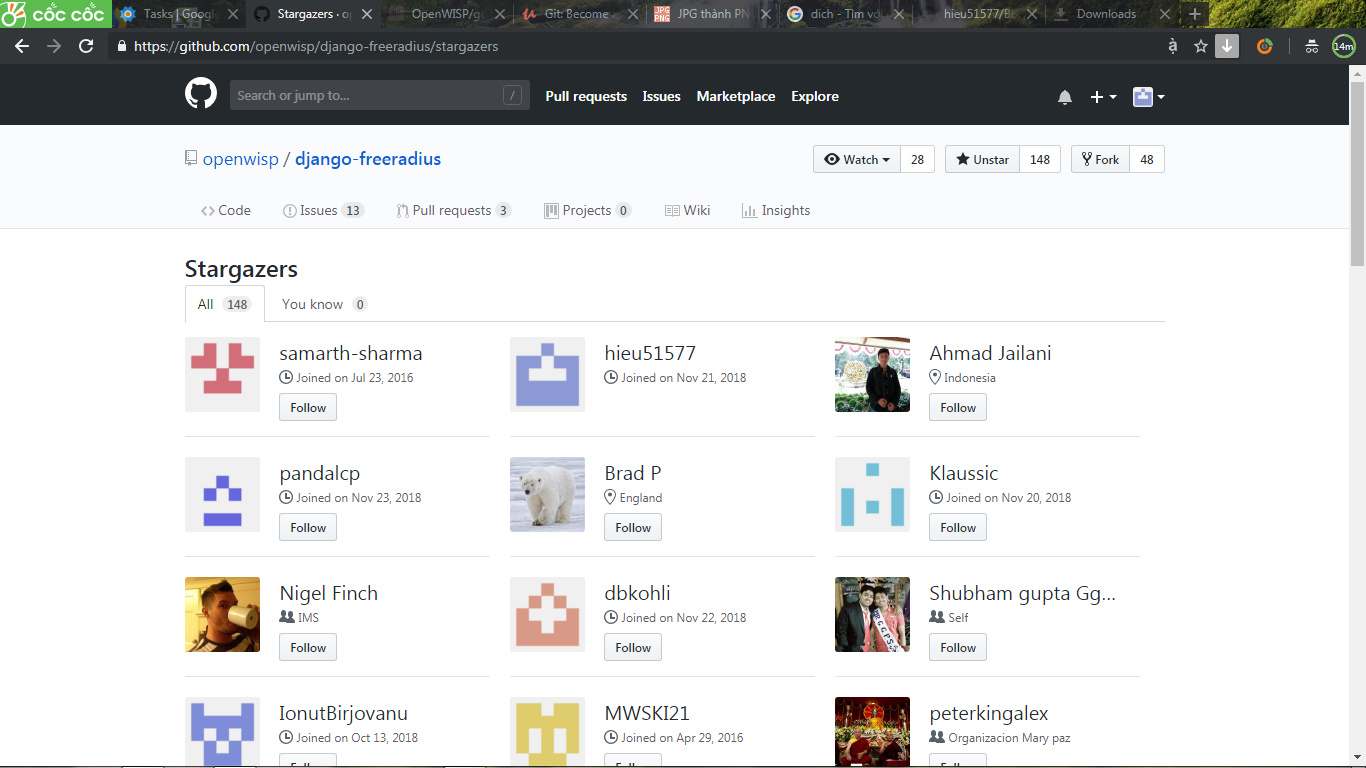 cốc cốc
Tasks | Googl
Stargazers · op
OpenWISP/g
Git: Become
JPG thành PN
dich - Tìm vớ
hieu51577/Be
Downloads
https://github.com/openwisp/django-freeradius/stargazers
ạ̀
14m
Search or jump to...
/
Pull requests
Issues
Marketplace
Explore
openwisp / django-freeradius
Watch 28
Unstar 148
Fork 48
Code
Issues 13
Pull requests 3
Projects 0
Wiki
Insights
Stargazers
All 148
You know 0
samarth-sharma
Joined on Jul 23, 2016
Follow
hieu51577
Joined on Nov 21, 2018
Ahmad Jailani
Indonesia
Follow
pandalcp
Joined on Nov 23, 2018
Follow
Brad P
England
Follow
Klaussic
Joined on Nov 20, 2018
Follow
Nigel Finch
IMS
Follow
dbkohli
Joined on Nov 22, 2018
Follow
Shubham gupta Gg...
Self
Follow
IonutBirjovanu
Joined on Oct 13, 2018
Follow
MWSKI21
Joined on Apr 29, 2016
Follow
peterkingalex
Organizacion Mary paz
Follow